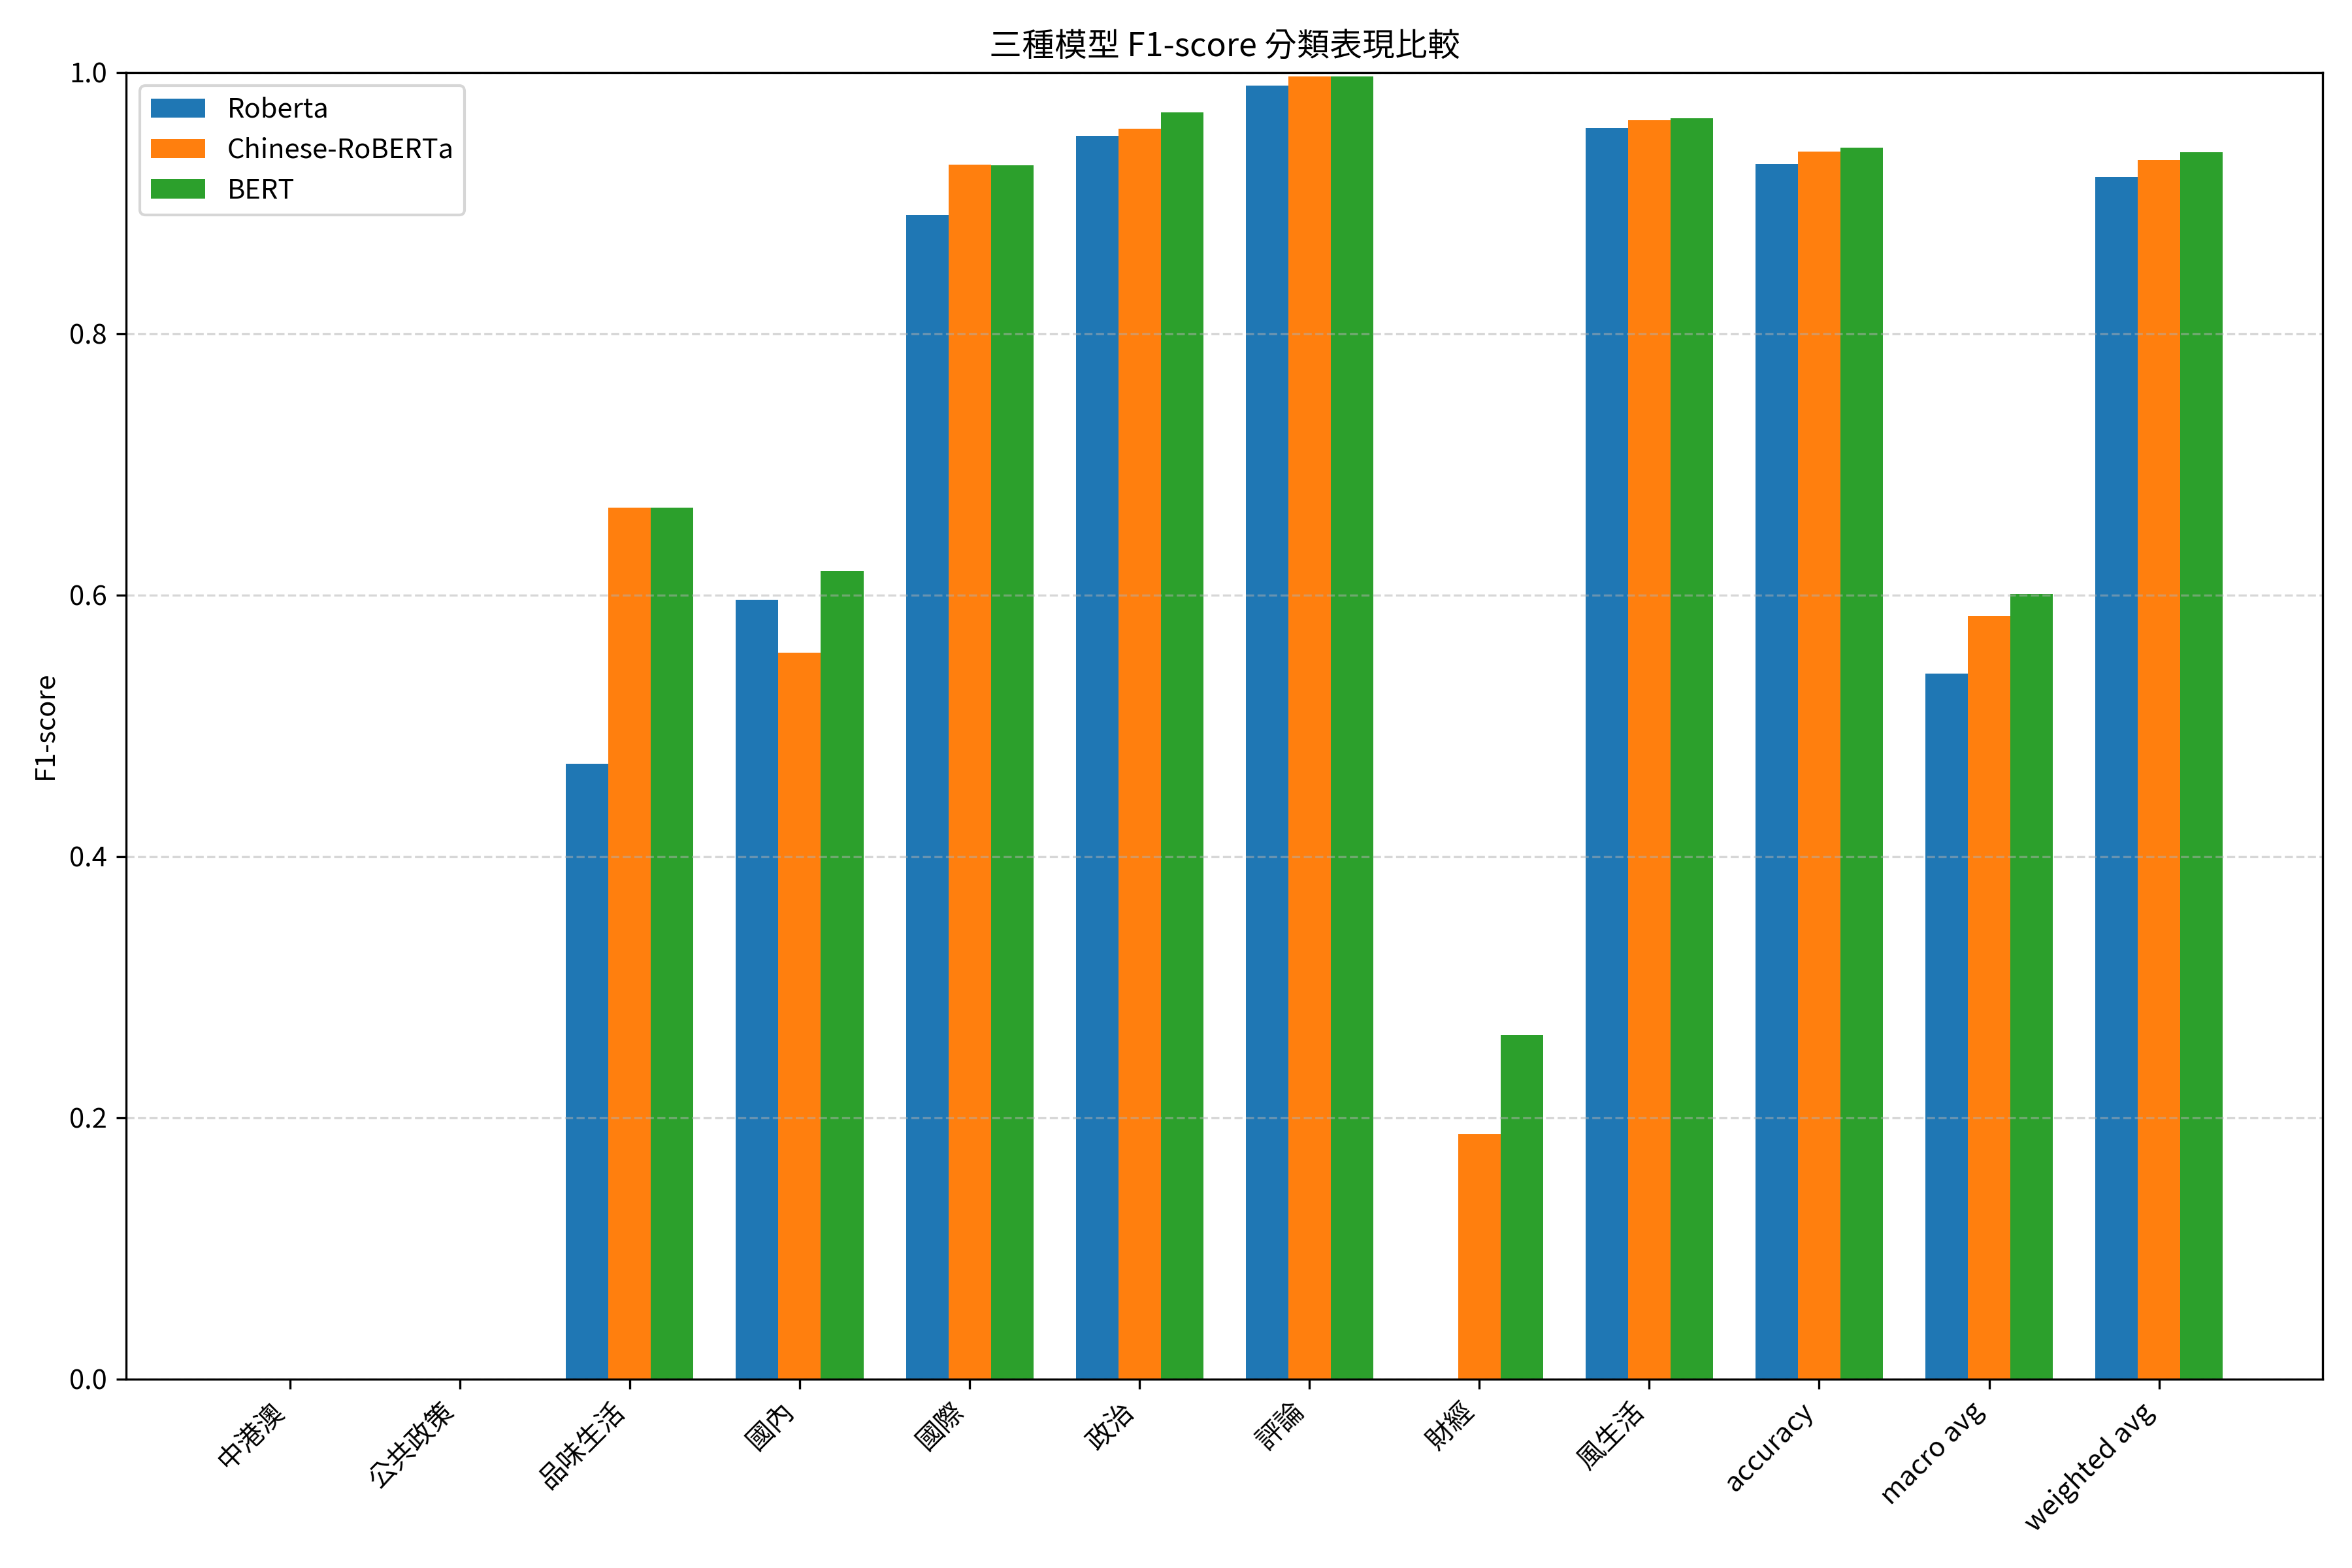 三種模型 F1-score 分類表現比較
Roberta
Chinese-RoBERTa
BERT
F1-score
1.0
0.8
0.6
0.4
0.2
0.0
中港澳
公共政策
品味生活
國內
國際
政治
評論
財經
風生活
accuracy
macro avg
weighted avg